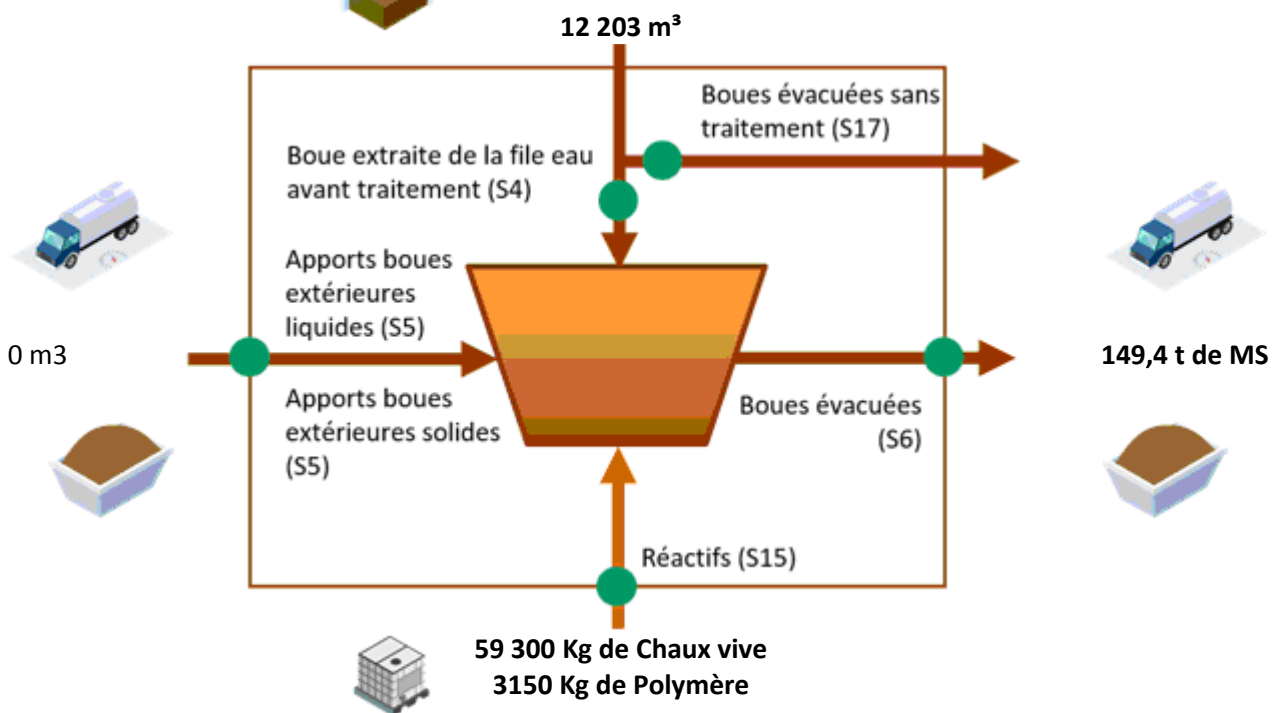 12 203 m³
Boues évacuées sans
traitement (S17)
Boue extraite de la file eau
avant traitement (S4)
Apports boues
extérieures
liquides (S5)
0 m3
149,4 t de MS
Apports boues
extérieures solides
(S5)
Boues évacuées
(S6)
Réactifs (S15)
59 300 Kg de Chaux vive
3150 Kg de Polymère